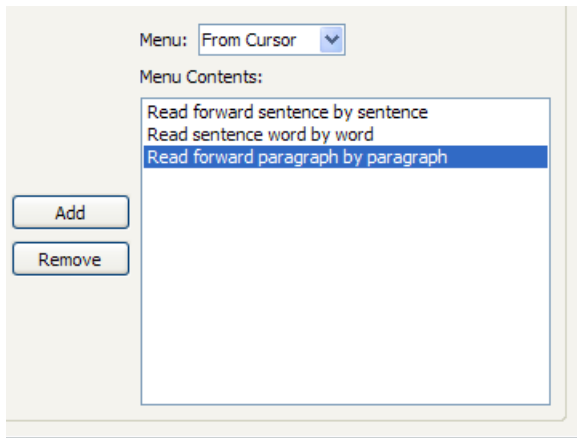 Menu: From Cursor
Menu Contents:
Read forward sentence by sentence
Read sentence word by word
Read forward paragraph by paragraph
Add
Remove